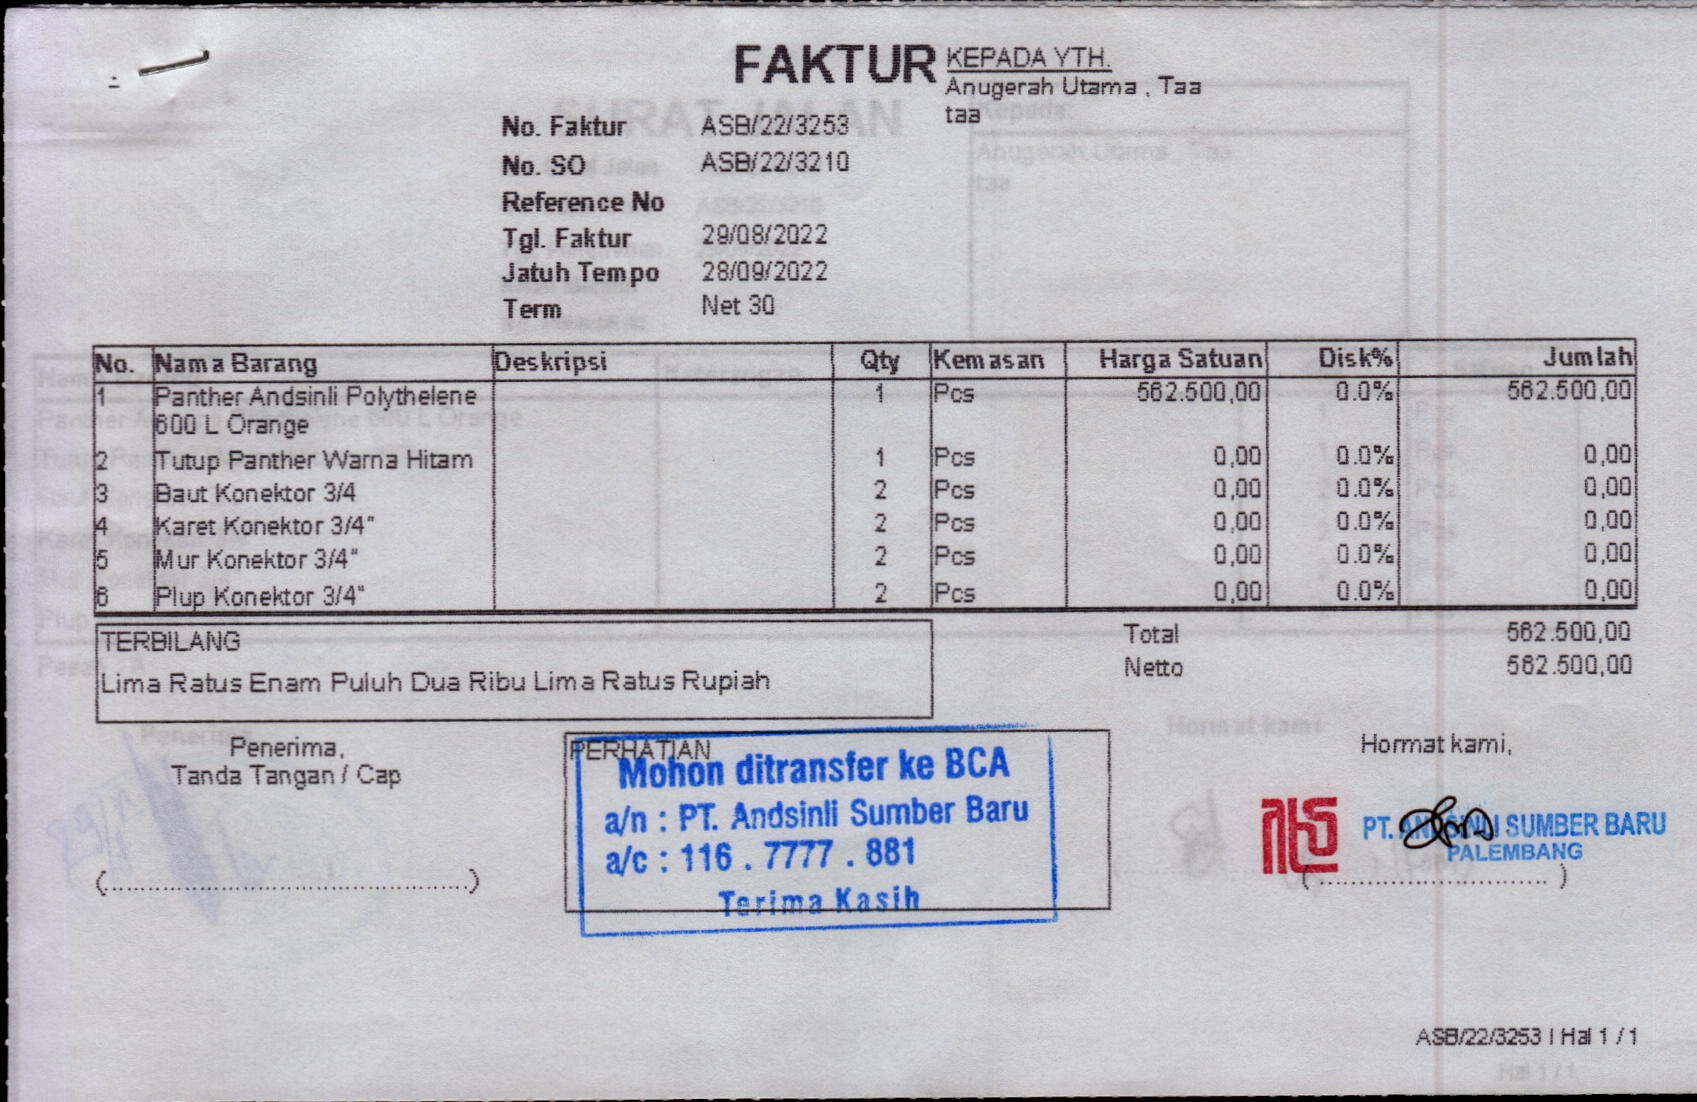 FAKTUR
KEPADA YTH.
Anugerah Utama , Taa
taa
No. Faktur ASB/22/3253
No. SO ASB/22/3210
Reference No
Tgl. Faktur 29/08/2022
Jatuh Tempo 28/09/2022
Term Net 30
No. Nama Barang Deskripsi Qty Kemasan Harga Satuan Disk% Jumlah
1 Panther Andsinli Polythelene 1 Pcs 562.500,00 0.0% 562.500,00
600 L Orange
2 Tutup Panther Warna Hitam 1 Pcs 0,00 0.0% 0,00
3 Baut Konektor 3/4 2 Pcs 0,00 0.0% 0,00
4 Karet Konektor 3/4" 2 Pcs 0,00 0.0% 0,00
5 Mur Konektor 3/4" 2 Pcs 0,00 0.0% 0,00
6 Plup Konektor 3/4" 2 Pcs 0,00 0.0% 0,00
TERBILANG
Lima Ratus Enam Puluh Dua Ribu Lima Ratus Rupiah
Total 562.500,00
Netto 562.500,00
Penerima,
Tanda Tangan / Cap
(..........................................)
PERHATIAN
Mohon ditransfer ke BCA
a/n : PT. Andsinli Sumber Baru
a/c : 116 . 7777 . 881
Terima Kasih
Hormat kami,
PT. ANDSINLI SUMBER BARU
PALEMBANG
(..........................)
ASB/22/3253 | Hal 1 / 1